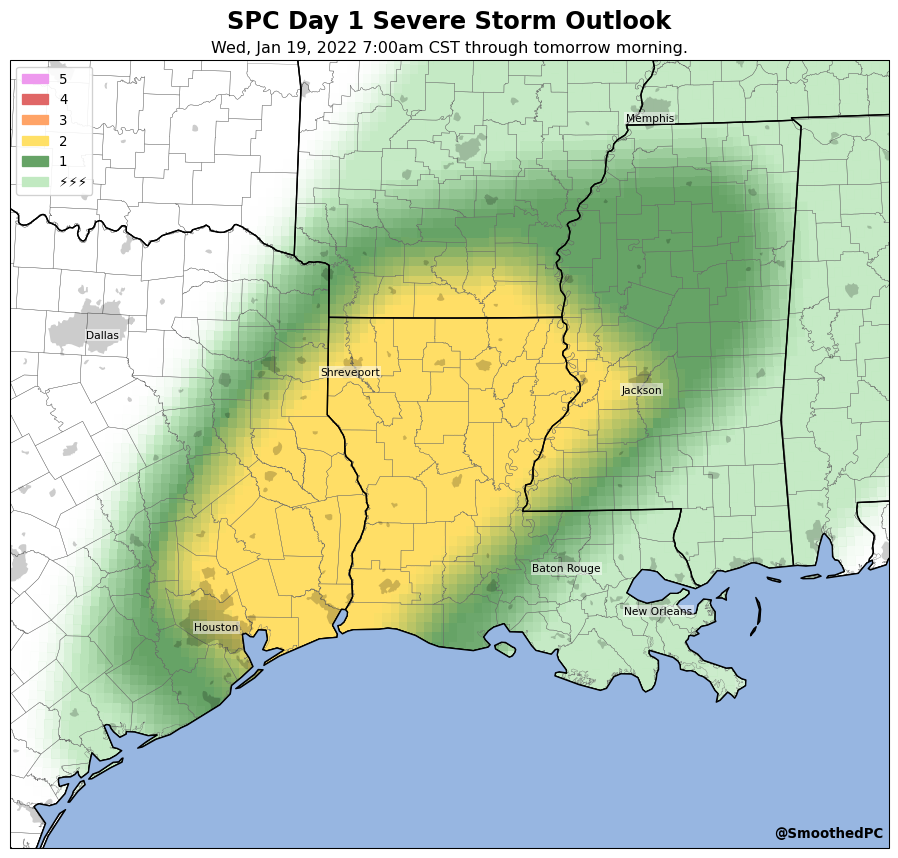 SPC Day 1 Severe Storm Outlook
Wed, Jan 19, 2022 7:00am CST through tomorrow morning.
5
4
3
2
1
⚡⚡⚡
Memphis
Dallas
Shreveport
Jackson
Baton Rouge
New Orleans
Houston
@SmoothedPC